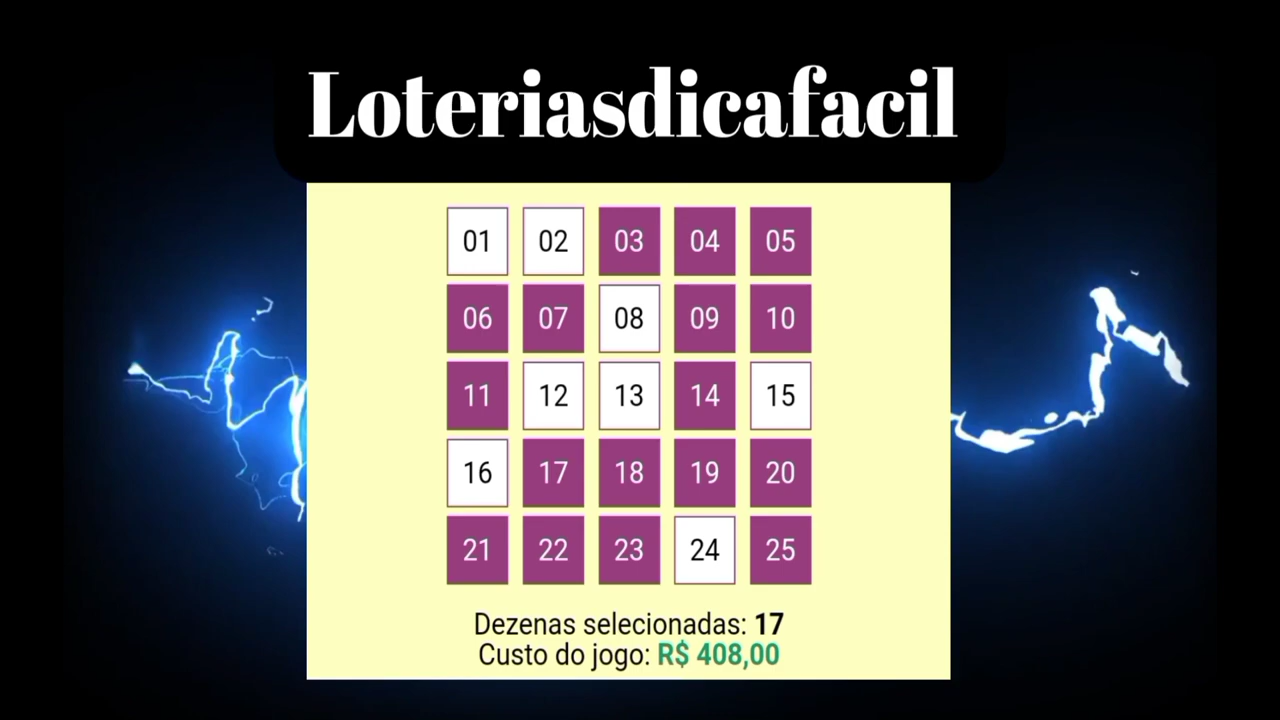 Loteriasdicafacil
01 02 03 04 05
06 07 08 09 10
11 12 13 14 15
16 17 18 19 20
21 22 23 24 25
Dezenas selecionadas: 17
Custo do jogo: R$ 408,00